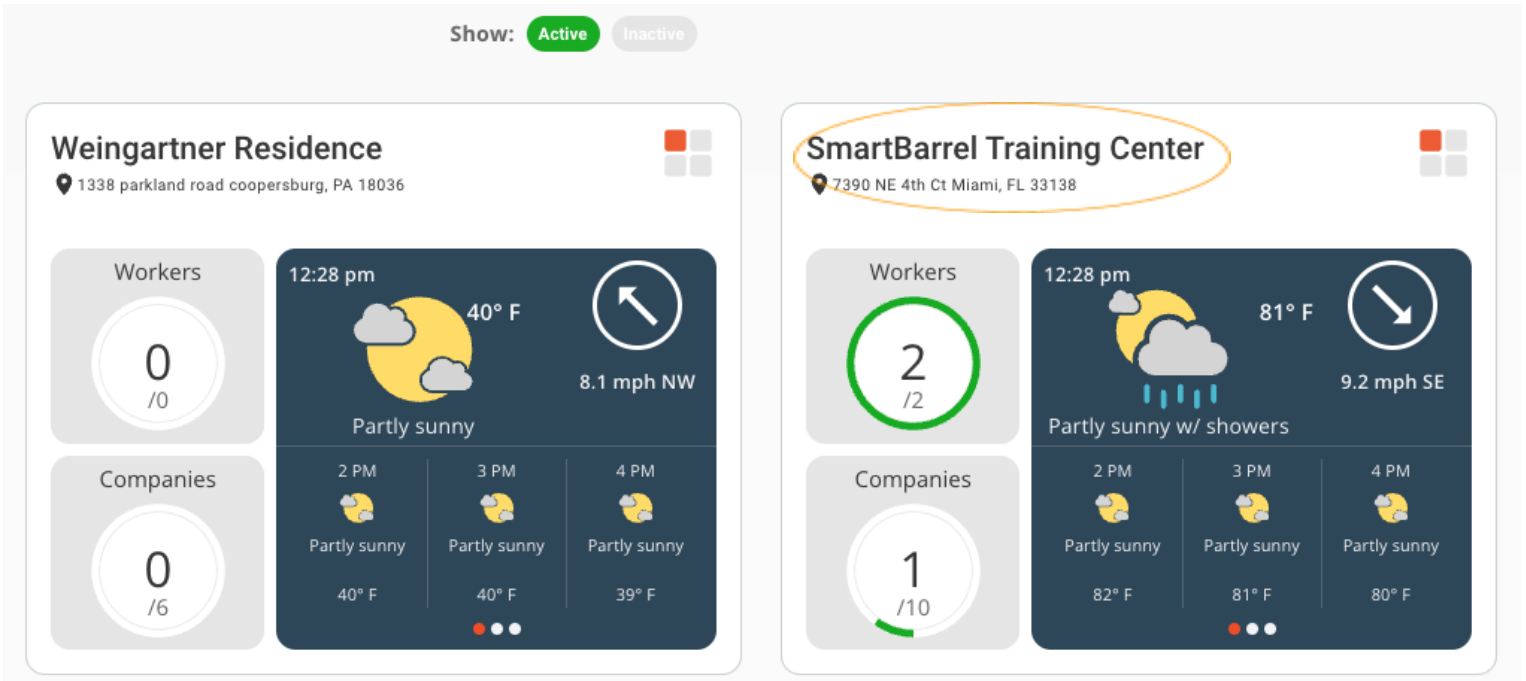 Show: Active Inactive
Weingartner Residence
1338 parkland road coopersburg, PA 18036
Workers
0
/0
Companies
0
/6
12:28 pm
40° F
8.1 mph NW
Partly sunny
2 PM 3 PM 4 PM
Partly sunny Partly sunny Partly sunny
40° F 40° F 39° F
SmartBarrel Training Center
7390 NE 4th Ct Miami, FL 33138
Workers
2
/2
Companies
1
/10
12:28 pm
81° F
9.2 mph SE
Partly sunny w/ showers
2 PM 3 PM 4 PM
Partly sunny Partly sunny Partly sunny
82° F 81° F 80° F